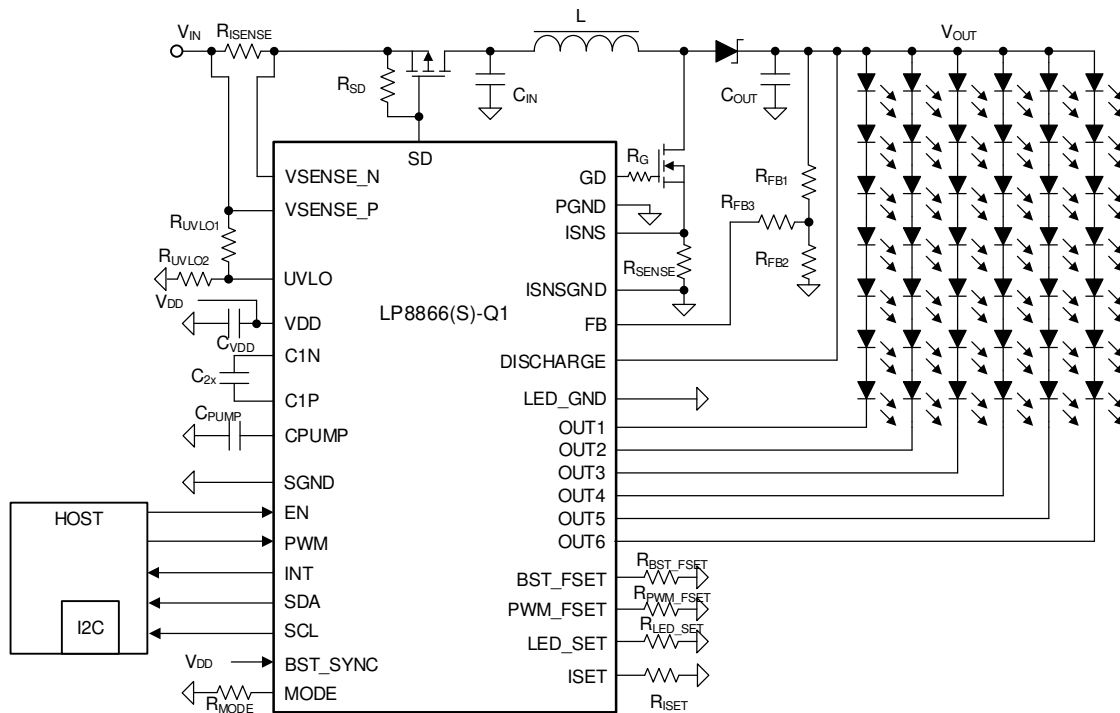 VIN
RISENSE
L
VOUT
RSD
CIN
COUT
SD
VSENSE_N
VSENSE_P
RUVLO1
RUVLO2
UVLO
VDD
VDD
CVDD
C1N
C2x
C1P
CPUMP
CPUMP
SGND
LP8866(S)-Q1
GD
RG
PGND
ISNS
RSENSE
ISNSGND
FB
RFB1
RFB3
RFB2
DISCHARGE
LED_GND
OUT1
OUT2
OUT3
OUT4
OUT5
OUT6
HOST
I2C
EN
PWM
INT
SDA
SCL
VDD
BST_SYNC
RMODE
MODE
BST_FSET
RBST_FSET
PWM_FSET
RPWM_FSET
LED_SET
RLED_SET
ISET
RISET